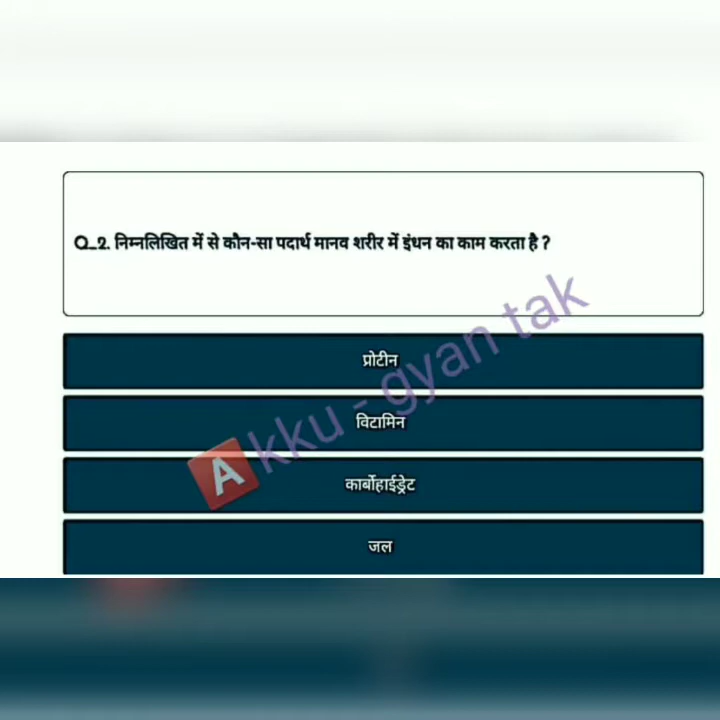 Q_2. निम्नलिखित में से कौन-सा पदार्थ मानव शरीर में इंधन का काम करता है ?
प्रोटीन
विटामिन
कार्बोहाईड्रेट
जल
Akku - gyan tak